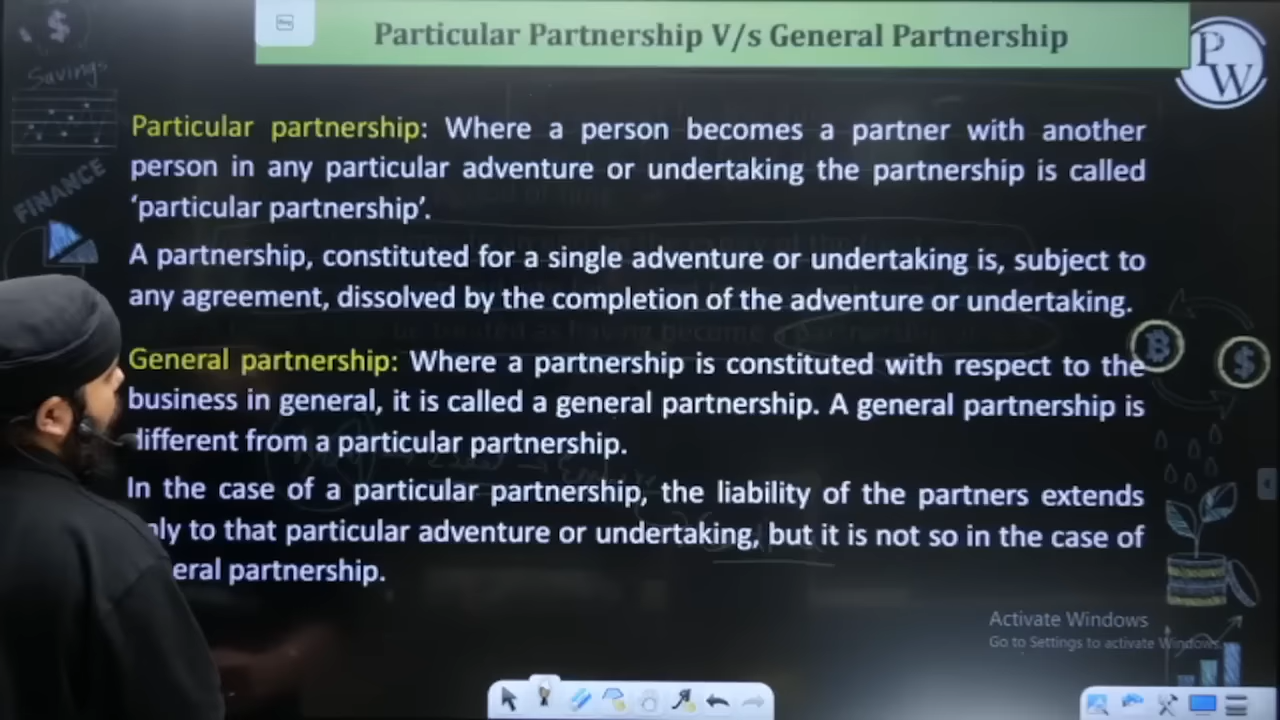 Particular Partnership V/s General Partnership
Savings
P
W
FINANCE
Particular partnership: Where a person becomes a partner with another
person in any particular adventure or undertaking the partnership is called
‘particular partnership’.
A partnership, constituted for a single adventure or undertaking is, subject to
any agreement, dissolved by the completion of the adventure or undertaking.
General partnership: Where a partnership is constituted with respect to the
business in general, it is called a general partnership. A general partnership is
different from a particular partnership.
In the case of a particular partnership, the liability of the partners extends
to that particular adventure or undertaking, but it is not so in the case of
partnership.
Activate Windows
Go to Settings to activate Windows.